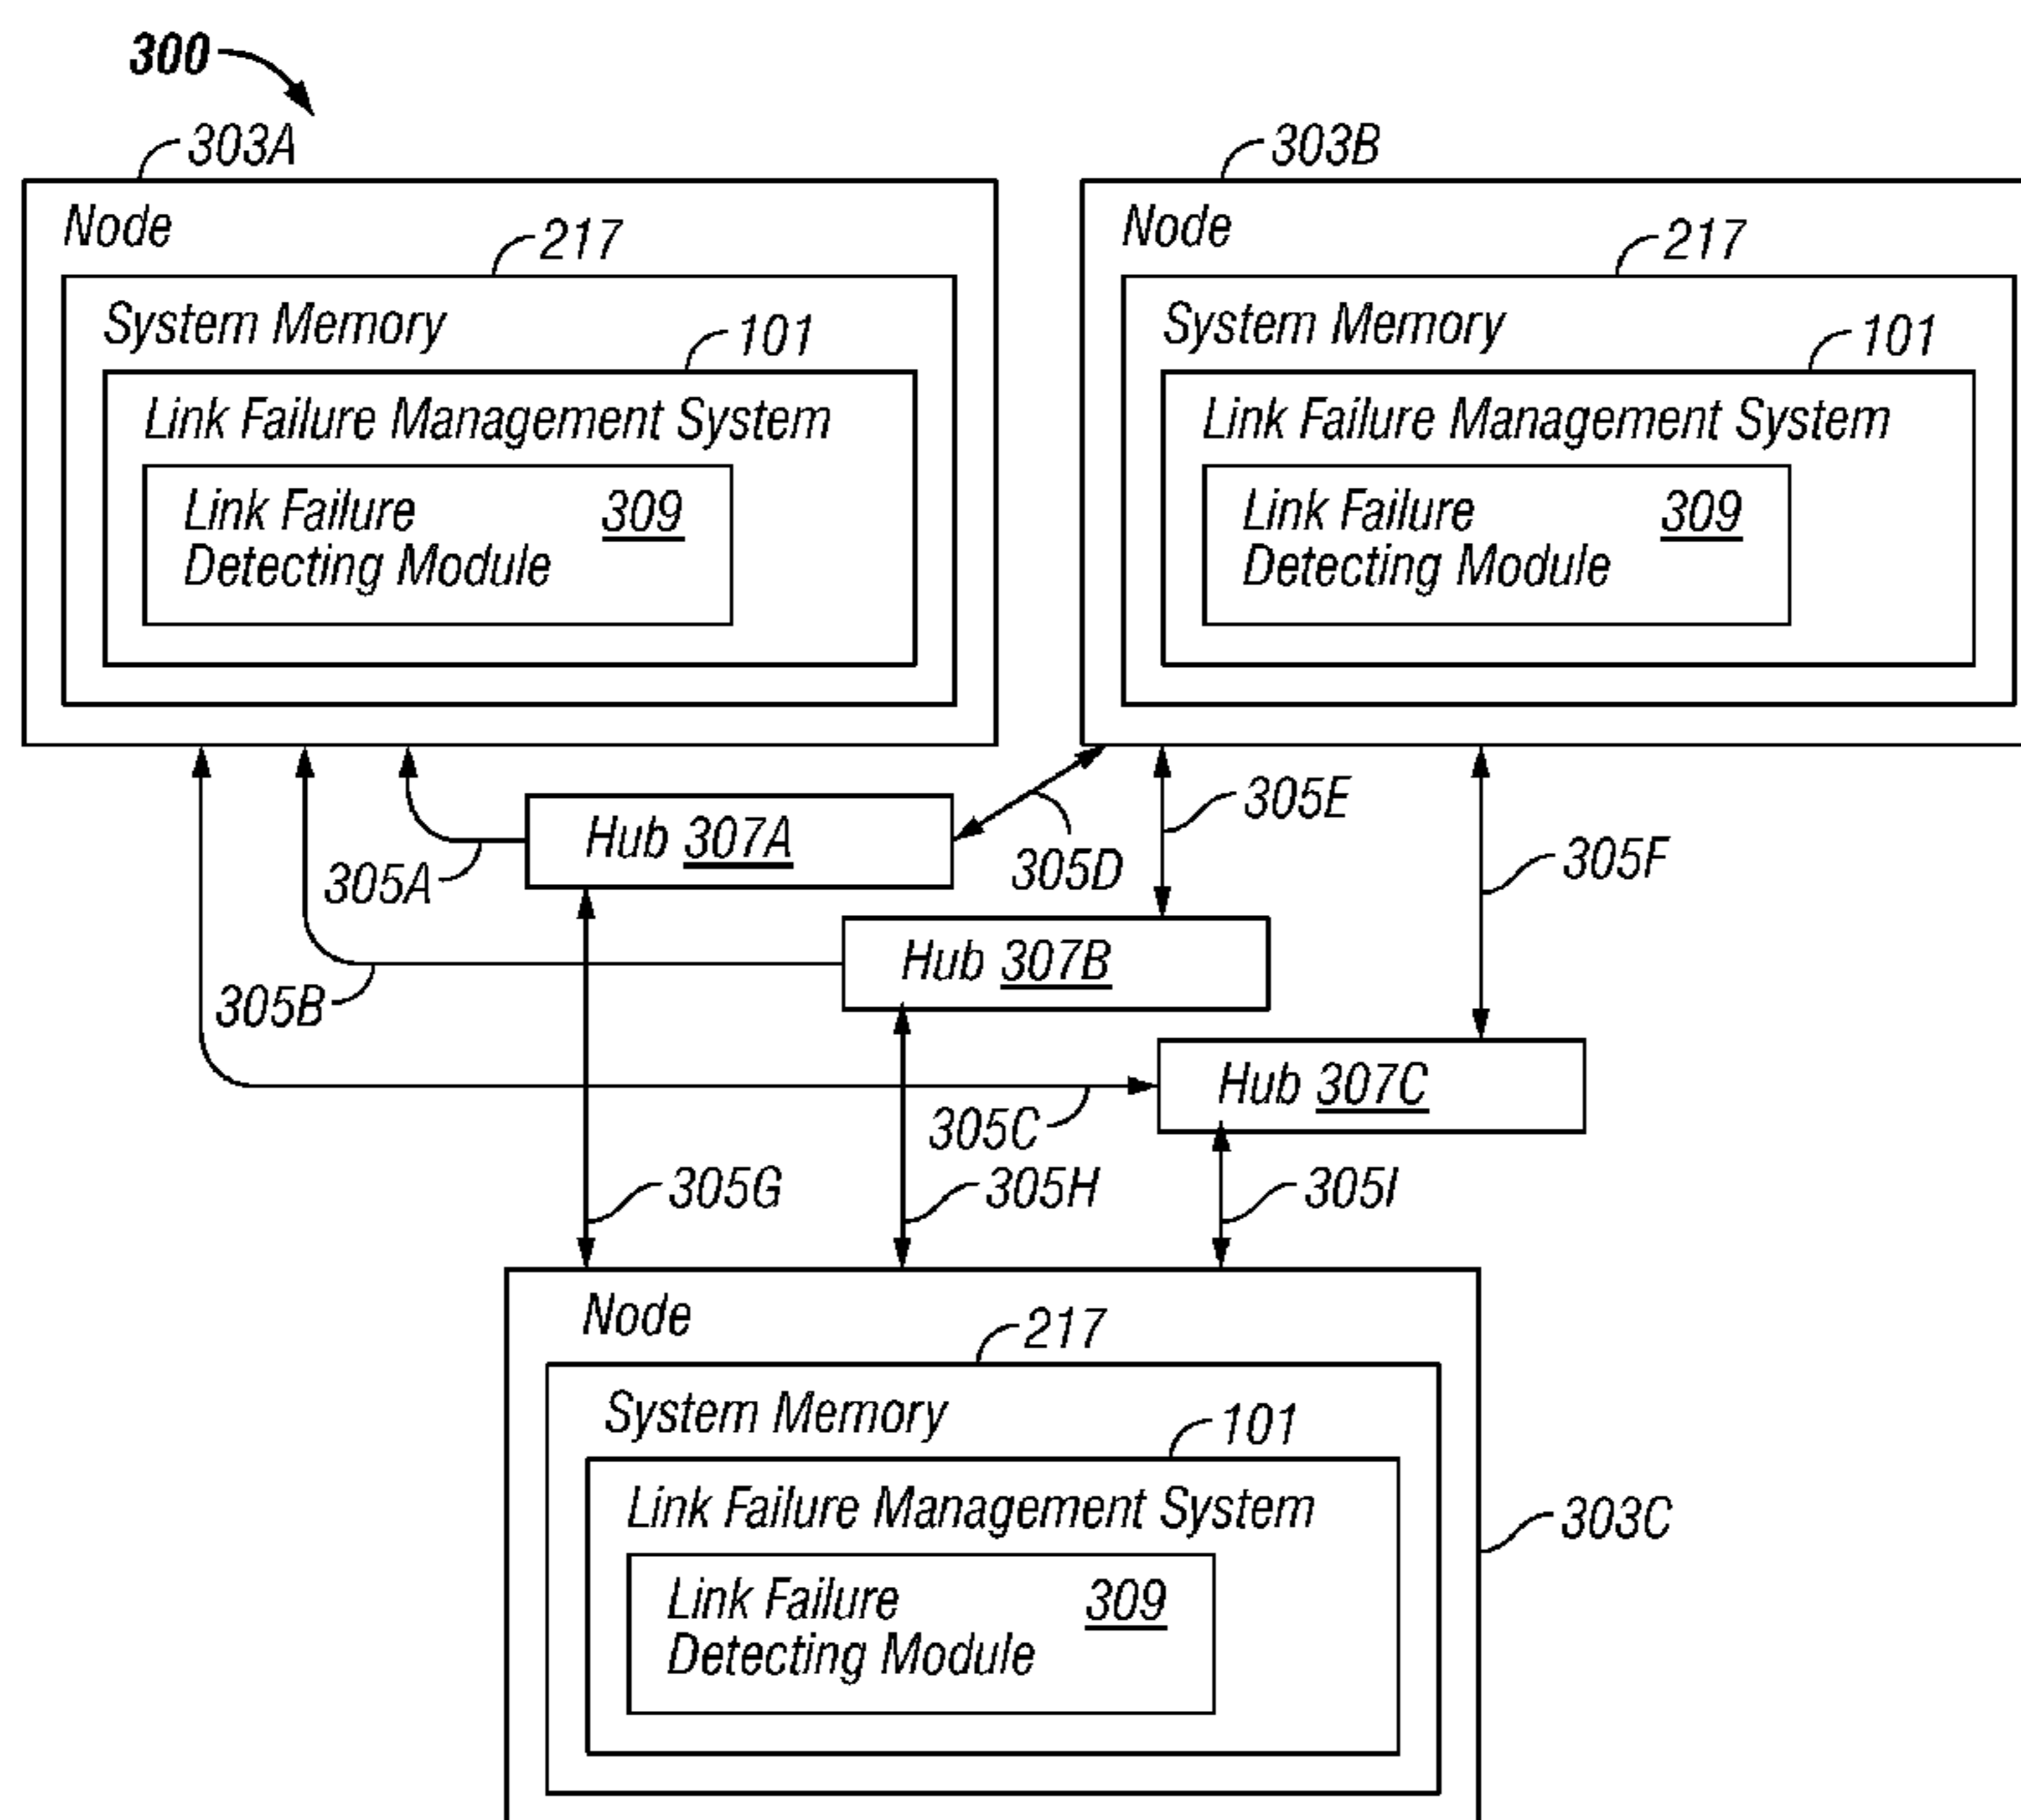 300
303A
303B
Node
217
System Memory
101
Link Failure Management System
Link Failure 309
Detecting Module
Node
217
System Memory
101
Link Failure Management System
Link Failure 309
Detecting Module
305A
Hub 307A
305D
305E
305F
305B
Hub 307B
305C
Hub 307C
305G
305H
305I
Node
217
System Memory
101
Link Failure Management System
303C
Link Failure 309
Detecting Module